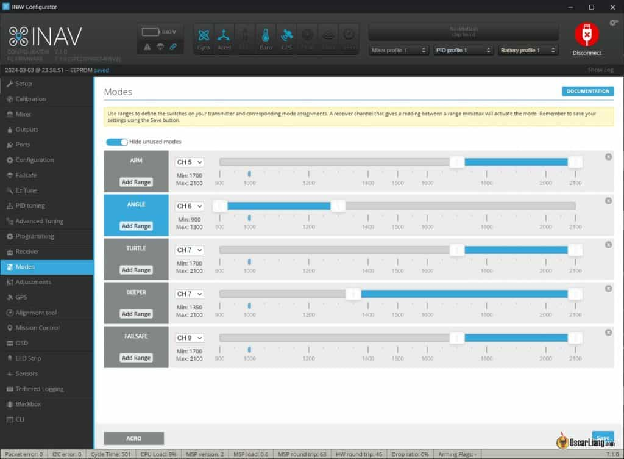 INAV Configurator
INAV
Mixer profile 1
PID profile 1
Battery profile 1
Disconnect
2024-03-03 @ 23:56:51 -- EEPROM saved
Setup
Calibration
Mixer
Outputs
Ports
Configuration
Failsafe
EzTune
PID tuning
Advanced Tuning
Programming
Receiver
Modes
Adjustments
GPS
Alignment tool
Mission Control
OSD
LED Strip
Sensors
Tethered Logging
Blackbox
CLI
Modes
DOCUMENTATION
Use ranges to define the switches on your transmitter and corresponding mode assignments. A receiver channel that gives a reading between a range min/max will activate the mode. Remember to save your
settings using the Save button.
Hide unused modes
ARM
Add Range
CH 5
Min: 1700
Max: 2100
900 1000 1200 1400 1500 1600 1800 2000 2100
ANGLE
Add Range
CH 6
Min: 900
Max: 1300
900 1000 1200 1400 1500 1600 1800 2000 2100
TURTLE
Add Range
CH 7
Min: 1700
Max: 2100
900 1000 1200 1400 1500 1600 1800 2000 2100
BEEPER
Add Range
CH 7
Min: 1350
Max: 2100
900 1000 1200 1400 1500 1600 1800 2000 2100
FAILSAFE
Add Range
CH 9
Min: 1700
Max: 2100
900 1000 1200 1400 1500 1600 1800 2000 2100
ACRO
OscarLiang.com
Save
Packet error: 0 I2C error: 0 Cycle Time: 501 CPU Load: 8% MSP version: 2 MSP load: 0.0 MSP round trip: 63 HW round trip: 45 Drop ratio: 0% Arming Flags: - 7.1.0